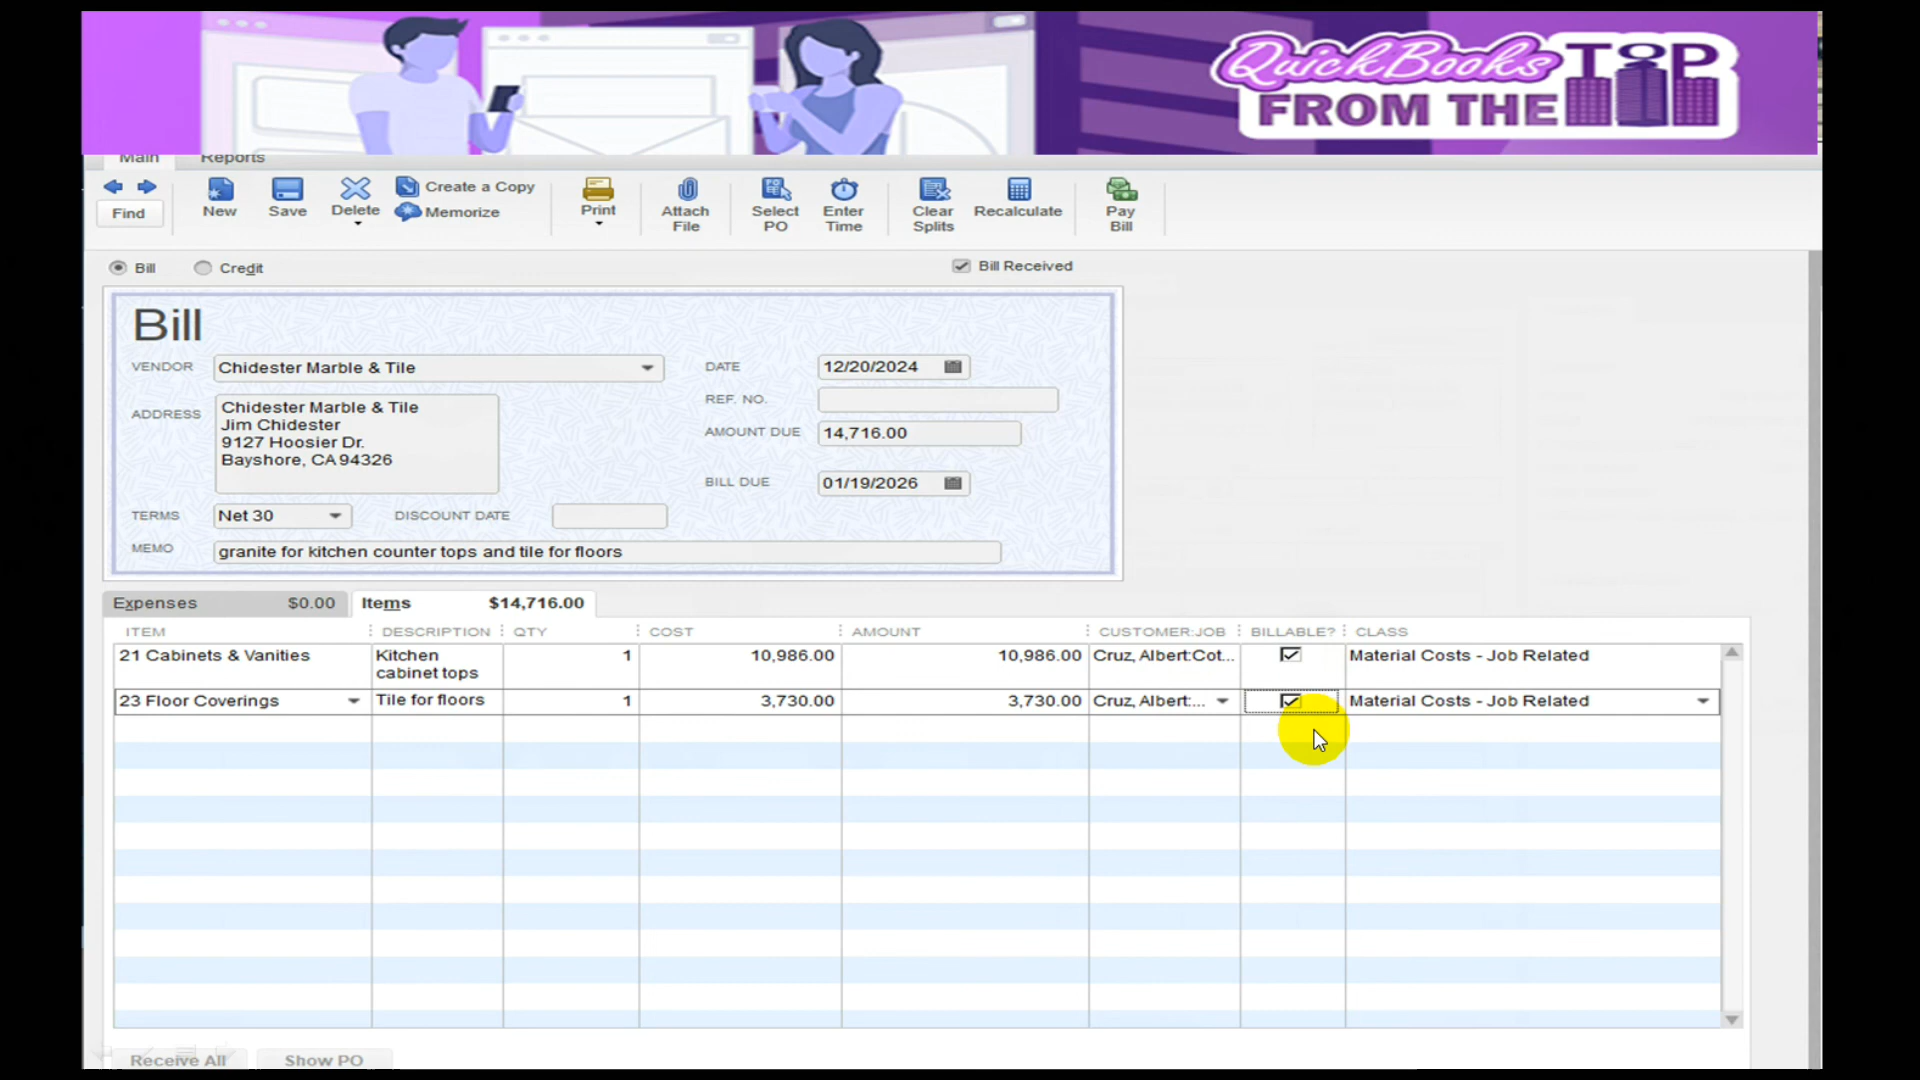 QuickBooks TOP
FROM THE
Main Reports
Find
New
Save
Delete
Create a Copy
Memorize
Print
Attach
File
Select
PO
Enter
Time
Clear
Splits
Recalculate
Pay
Bill
Bill Credit Bill Received
Bill
VENDOR Chidester Marble & Tile
DATE 12/20/2024
REF. NO.
ADDRESS
Chidester Marble & Tile
Jim Chidester
9127 Hoosier Dr.
Bayshore, CA 94326
AMOUNT DUE 14,716.00
BILL DUE 01/19/2026
TERMS Net 30 DISCOUNT DATE
MEMO granite for kitchen counter tops and tile for floors
Expenses $0.00 Items $14,716.00
ITEM DESCRIPTION QTY COST AMOUNT CUSTOMER:JOB BILLABLE? CLASS
21 Cabinets & Vanities Kitchen 1 10,986.00 10,986.00 Cruz, Albert:Cot... Material Costs - Job Related
cabinet tops
23 Floor Coverings Tile for floors 1 3,730.00 3,730.00 Cruz, Albert:... Material Costs - Job Related
Receive All Show PO